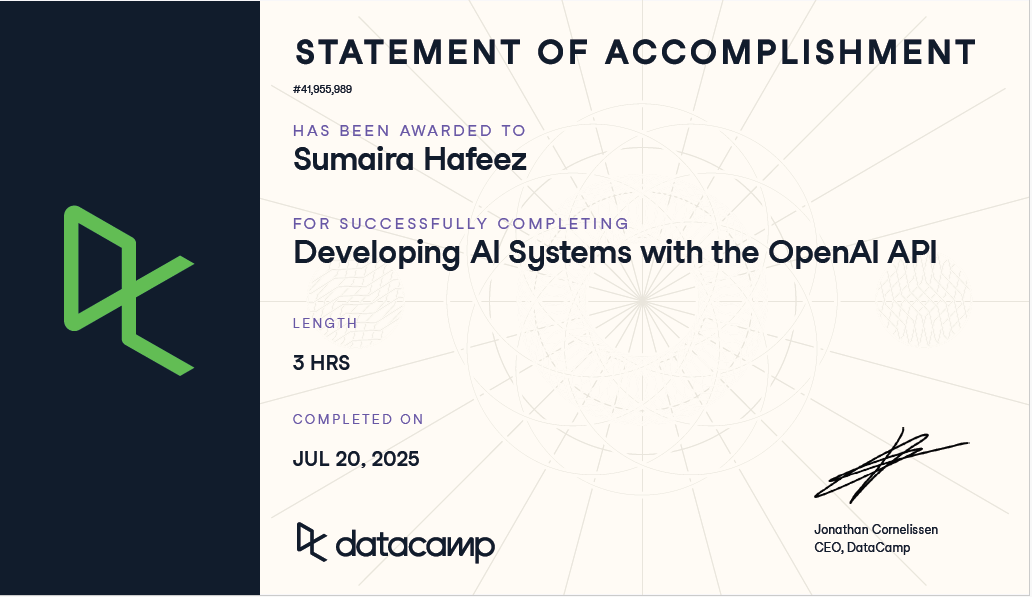 STATEMENT OF ACCOMPLISHMENT
#41,955,989
HAS BEEN AWARDED TO
Sumaira Hafeez
FOR SUCCESSFULLY COMPLETING
Developing AI Systems with the OpenAI API
LENGTH
3 HRS
COMPLETED ON
JUL 20, 2025
datacamp
Jonathan Cornelissen
CEO, DataCamp